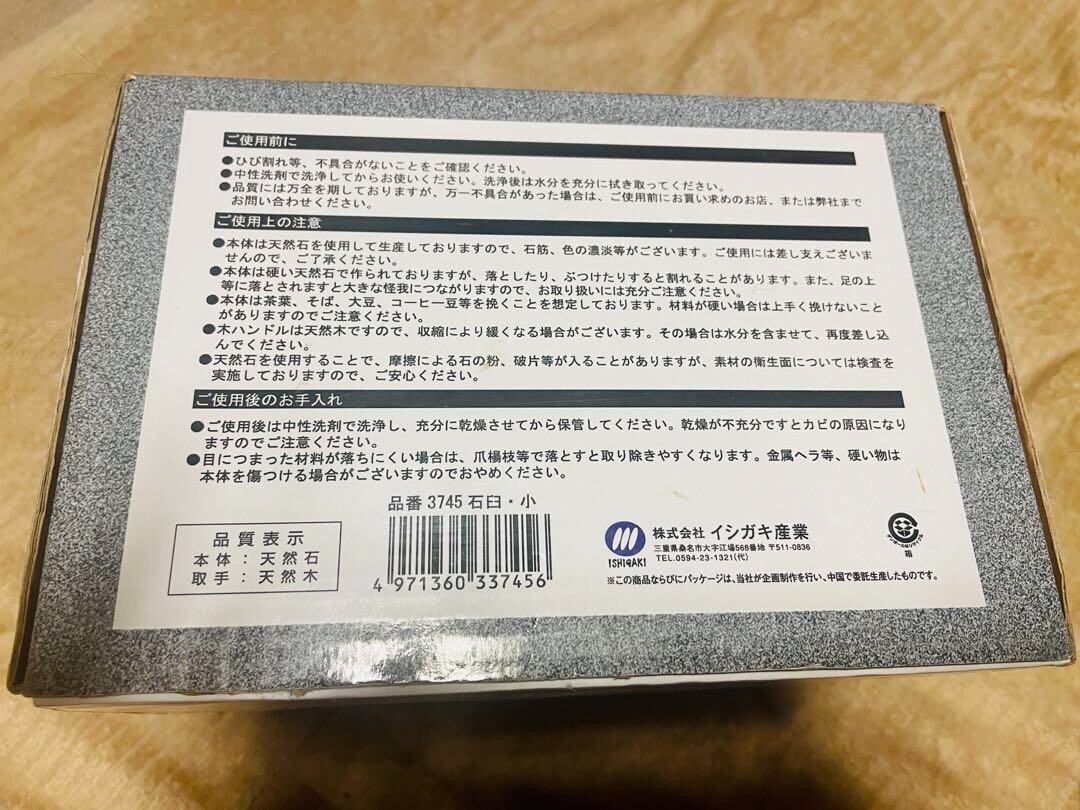 ご使用前に
●ひび割れ等、不具合がないことをご確認ください。
●中性洗剤で洗浄してからお使いください。洗浄後は水分を充分に拭き取ってください。
●品質には万全を期しておりますが、万一不具合があった場合は、ご使用前にお買い求めのお店、または弊社まで
お問い合わせください。
ご使用上の注意
●本体は天然石を使用して生産しておりますので、石筋、色の濃淡等がございます。ご使用には差し支えございま
せんので、ご了承ください。
●本体は硬い天然石で作られておりますが、落としたり、ぶつけたりすると割れることがあります。また、足の上
等に落とされますと大きな怪我につながりますので、お取り扱いには充分ご注意ください。
●本体は茶葉、そば、大豆、コーヒー豆等を挽くことを想定しております。材料が硬い場合は上手く挽けないこと
がありますのでご注意ください。
●木ハンドルは天然木ですので、収縮により緩くなる場合がございます。その場合は水分を含ませて、再度差し込
んでください。
●天然石を使用することで、摩擦による石の粉、破片等が入ることがありますが、素材の衛生面については検査を
実施しておりますので、ご安心ください。
ご使用後のお手入れ
●ご使用後は中性洗剤で洗浄し、充分に乾燥させてから保管してください。乾燥が不充分ですとカビの原因になり
ますのでご注意ください。
●目につまった材料が落ちにくい場合は、爪楊枝等で落とすと取り除きやすくなります。金属ヘラ等、硬い物は
本体を傷つける場合がございますのでおやめください。
品質表示
本体：天然石
取手：天然木
品番 3745 石臼・小
4 971360 337456
ISHIGAKI
株式会社 イシガキ産業
三重県桑名市大字江場568番地 〒511-0836
TEL.0594-23-1321(代)
※この商品ならびにパッケージは、当社が企画制作を行い、中国で委託生産したものです。
ダンボールはリサイクル
箱